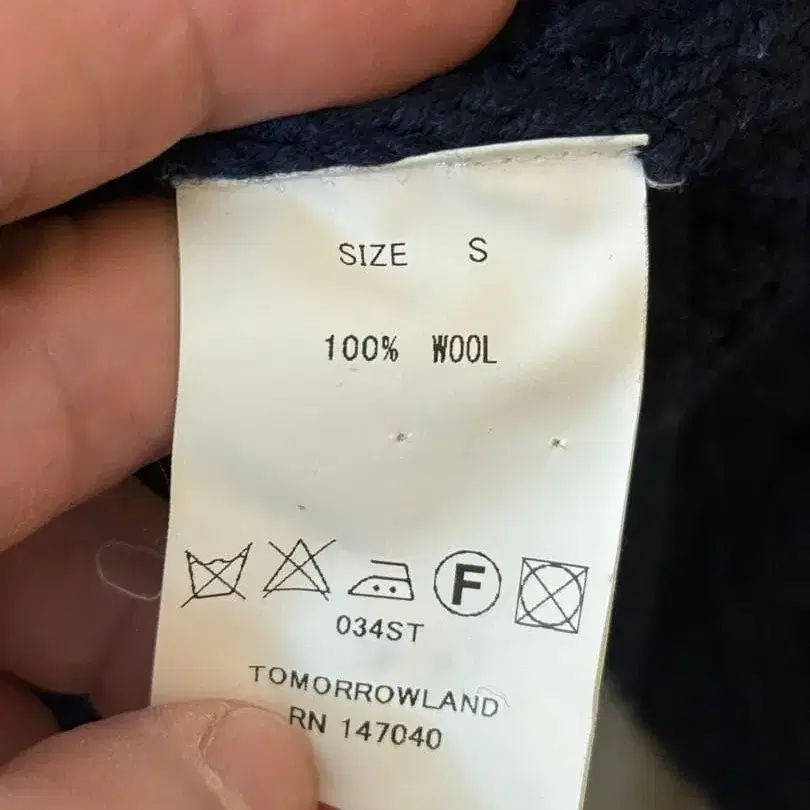 SIZE S
100% WOOL
F
034ST
TOMORROWLAND
RN 147040